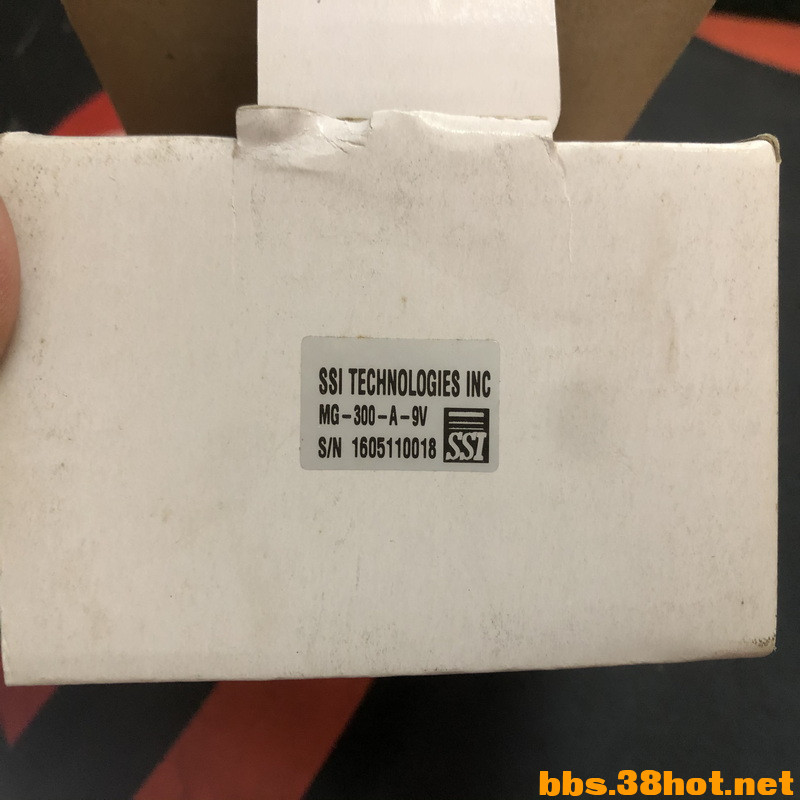 SSI TECHNOLOGIES INC
MG-300-A-9V
S/N 1605110018
SSI
bbs.38hot.net